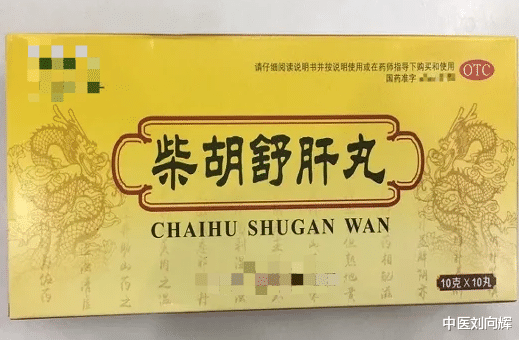 请仔细阅读说明书并按说明使用或在药师指导下购买和使用
国药准字
OTC
柴胡舒肝丸
CHAIHU SHUGAN WAN
10克×10丸
中医刘向辉